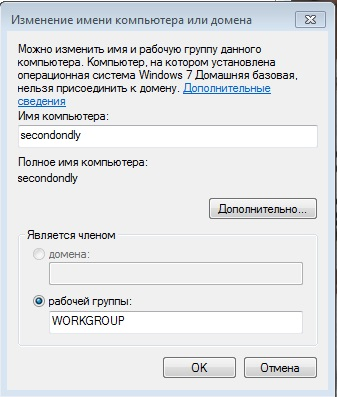 Изменение имени компьютера или домена
Можно изменить имя и рабочую группу данного
компьютера. Компьютер, на котором установлена
операционная система Windows 7 Домашняя базовая,
нельзя присоединить к домену. Дополнительные
сведения
Имя компьютера:
secondondly
Полное имя компьютера:
secondondly
Дополнительно...
Является членом
домена:
рабочей группы:
WORKGROUP
OK
Отмена